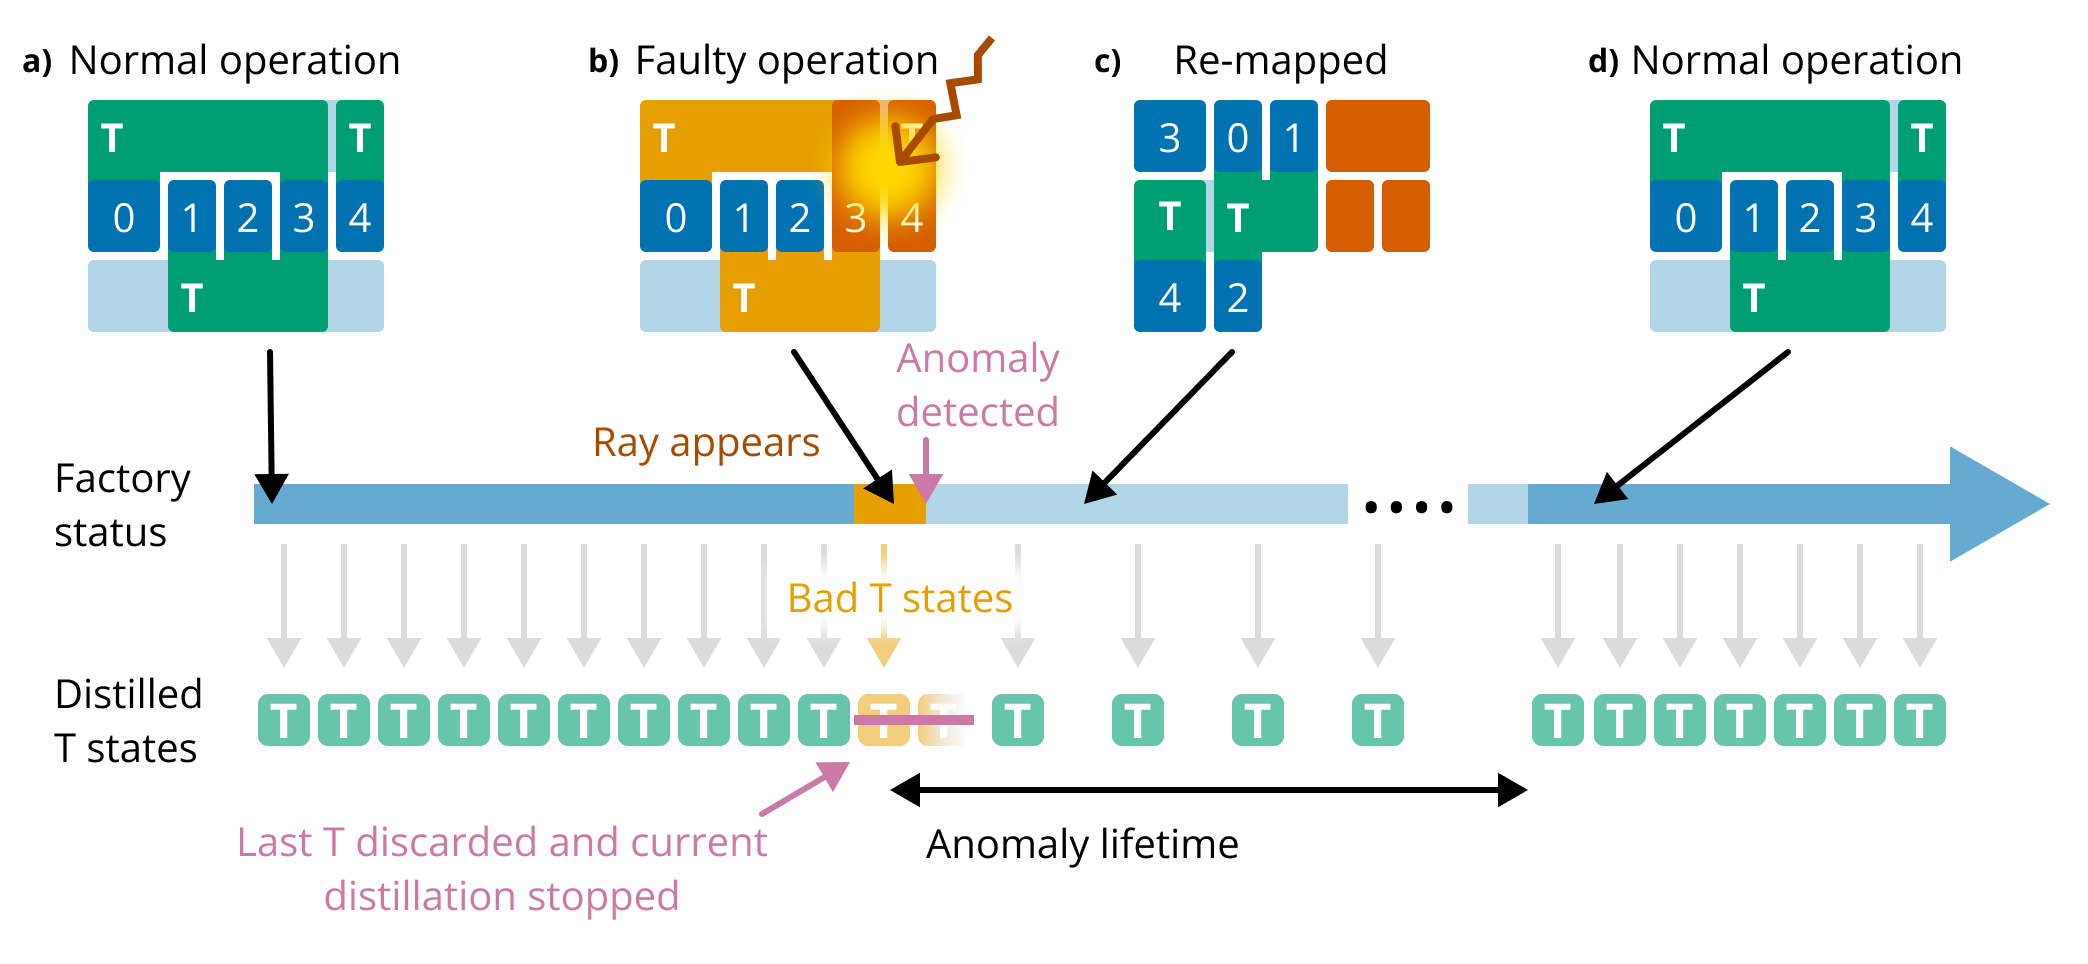 a) Normal operation
T T
0 1 2 3 4
T
b) Faulty operation
T T
0 1 2 3 4
T
c) Re-mapped
3 0 1
T T
4 2
d) Normal operation
T T
0 1 2 3 4
T
Anomaly
detected
Ray appears
Factory
status
Bad T states
Distilled
T states
T T T T T T T T T T T T T T T T T T T T T T T
Last T discarded and current
distillation stopped
Anomaly lifetime